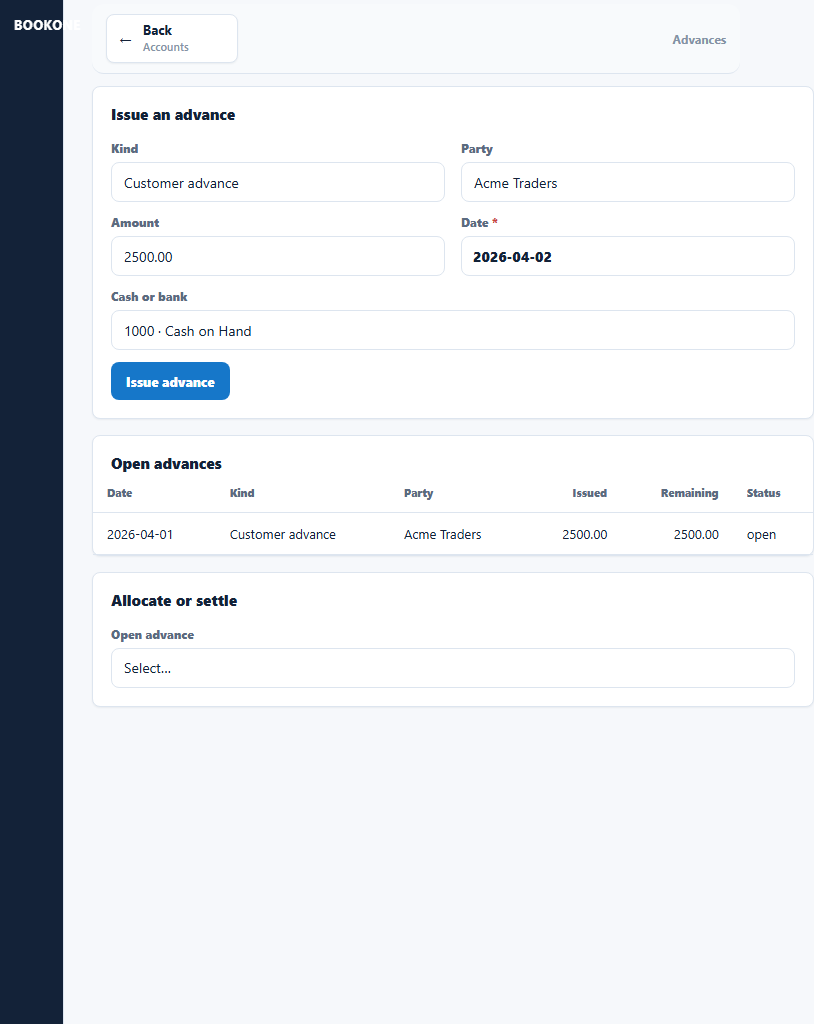 BOOKONE
← Back
Accounts
Advances
Issue an advance
Kind
Party
Customer advance
Acme Traders
Amount
Date *
2500.00
2026-04-02
Cash or bank
1000 · Cash on Hand
Issue advance
Open advances
Date Kind Party Issued Remaining Status
2026-04-01 Customer advance Acme Traders 2500.00 2500.00 open
Allocate or settle
Open advance
Select...